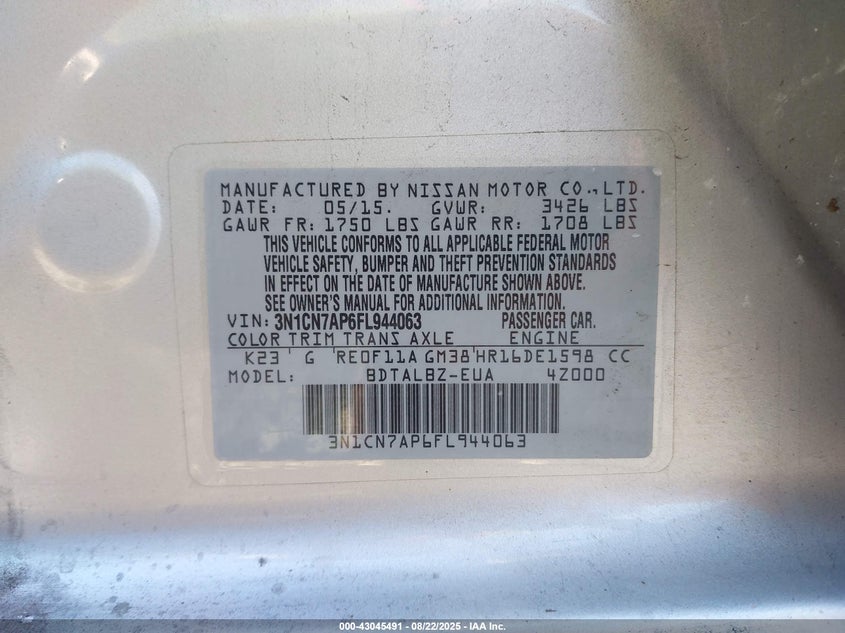 MANUFACTURED BY NISSAN MOTOR CO., LTD.
DATE: 05/15. GVWR: 3426 LBS
GAWR FR: 1750 LBS GAWR RR: 1708 LBS
THIS VEHICLE CONFORMS TO ALL APPLICABLE FEDERAL MOTOR
VEHICLE SAFETY, BUMPER AND THEFT PREVENTION STANDARDS
IN EFFECT ON THE DATE OF MANUFACTURE SHOWN ABOVE.
SEE OWNER'S MANUAL FOR ADDITIONAL INFORMATION.
VIN: 3N1CN7AP6FL944063 PASSENGER CAR.
COLOR TRIM TRANS AXLE ENGINE
K23 G RE0F11A GM38 HR16DE1598 CC
MODEL: BDTALBZ-EUA 4Z000
3N1CN7AP6FL944063
000-43045491 - 08/22/2025 - IAA Inc.